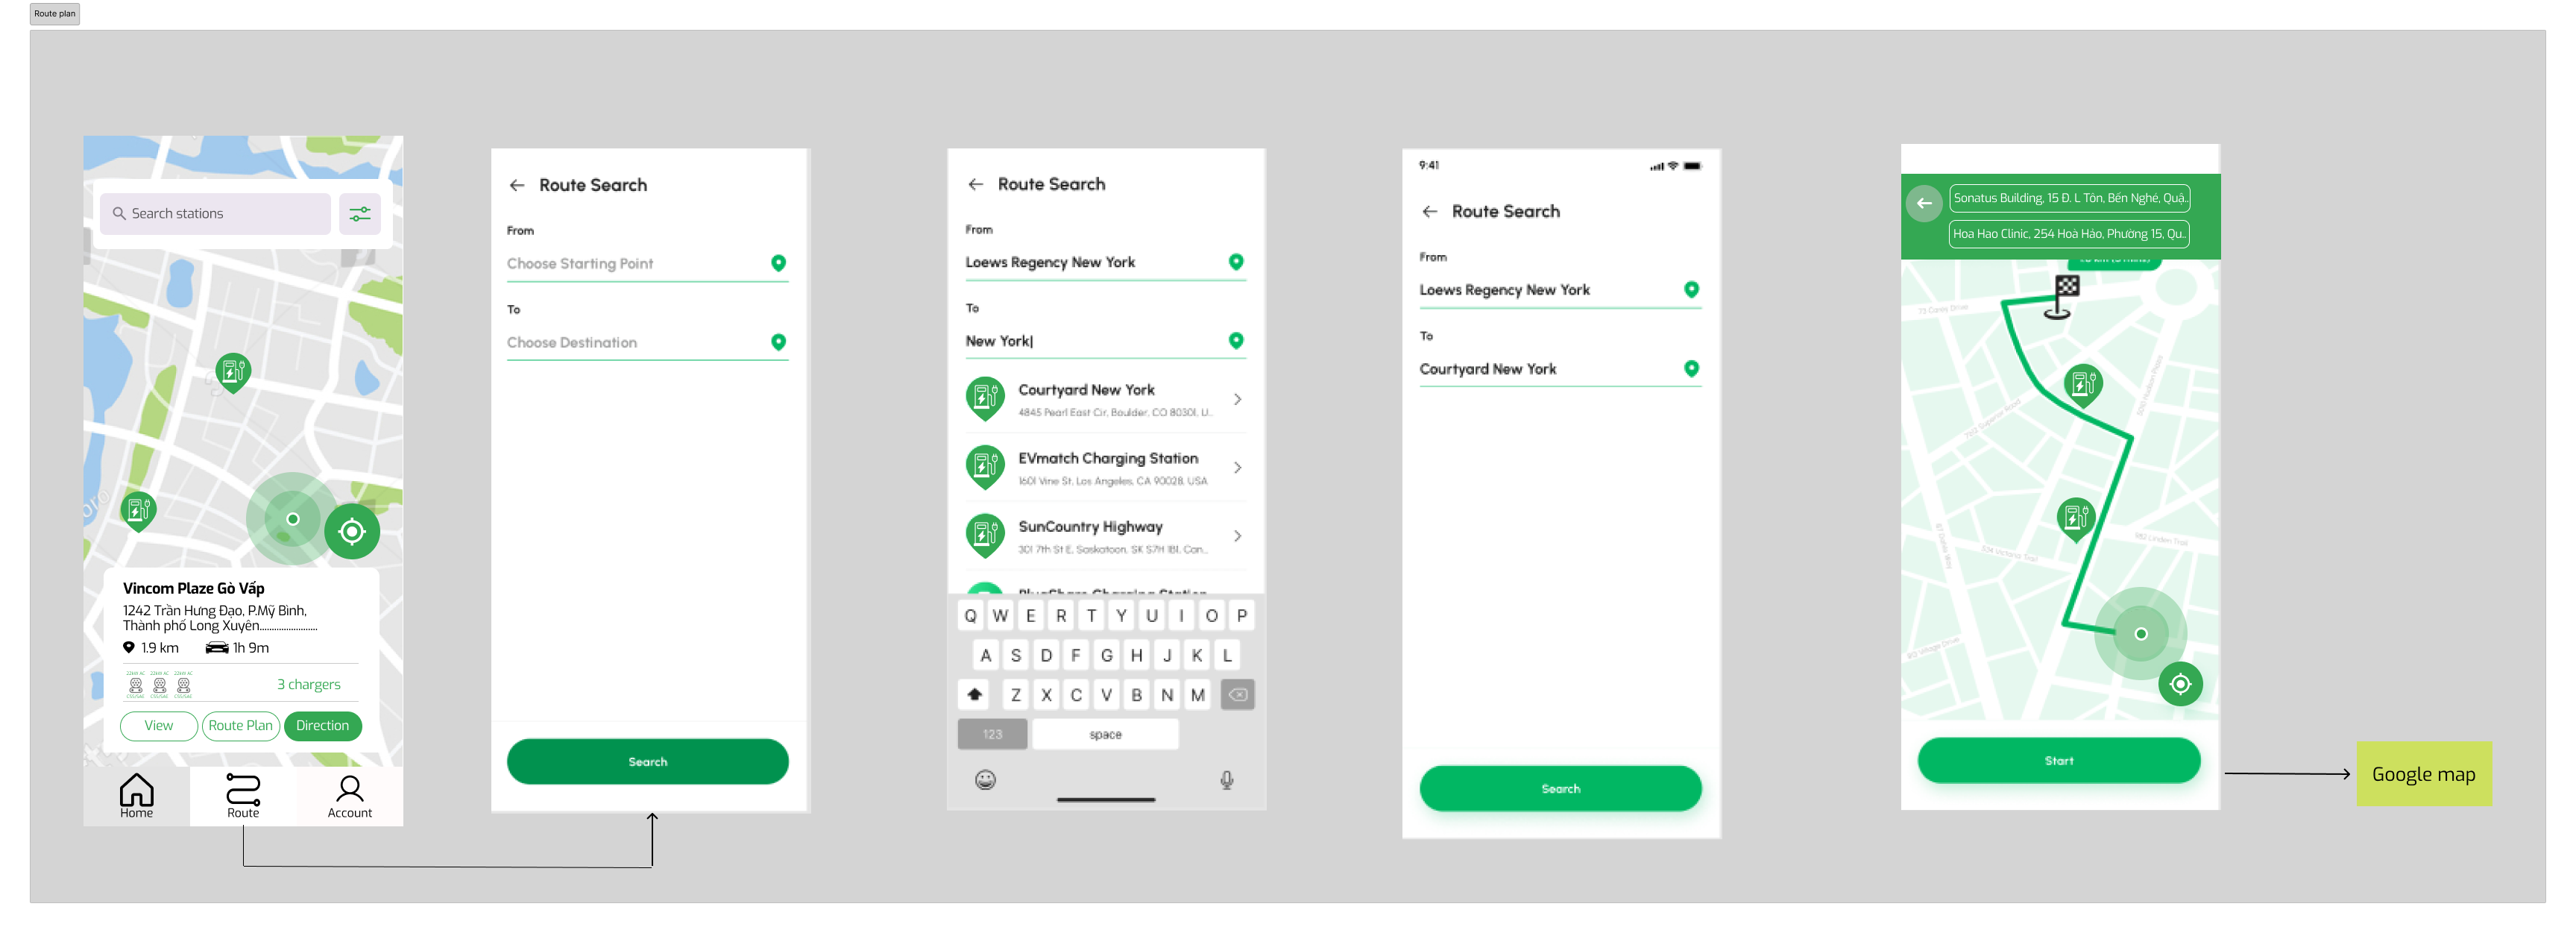 Route plan
Search stations
Vincom Plaze Gò Vấp
1242 Trần Hưng Đạo, P.Mỹ Bình,
Thành phố Long Xuyên........................
1.9 km 1h 9m
3 chargers
View Route Plan Direction
Home Route Account
Route Search
From
Choose Starting Point
To
Choose Destination
Search
Route Search
From
Loews Regency New York
To
New York
Courtyard New York
4845 Pearl East Cir, Boulder, CO 80301, U...
EVmatch Charging Station
1601 Vine St, Los Angeles, CA 90028, USA
SunCountry Highway
301 7th St E, Saskatoon, SK S7H 1B1, Can...
Q W E R T Y U I O P
A S D F G H J K L
Z X C V B N M
123 space
9:41
Route Search
From
Loews Regency New York
To
Courtyard New York
Search
Sonatus Building, 15 Đ. L Tôn, Bến Nghé, Quậ..
Hoa Hao Clinic, 254 Hoà Hảo, Phường 15, Qu..
Start
Google map